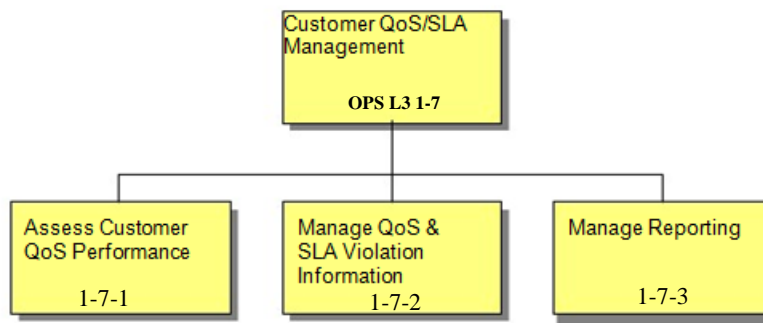 Customer QoS/SLA
Management
OPS L3 1-7
Assess Customer
QoS Performance
1-7-1
Manage QoS &
SLA Violation
Information
1-7-2
Manage Reporting
1-7-3